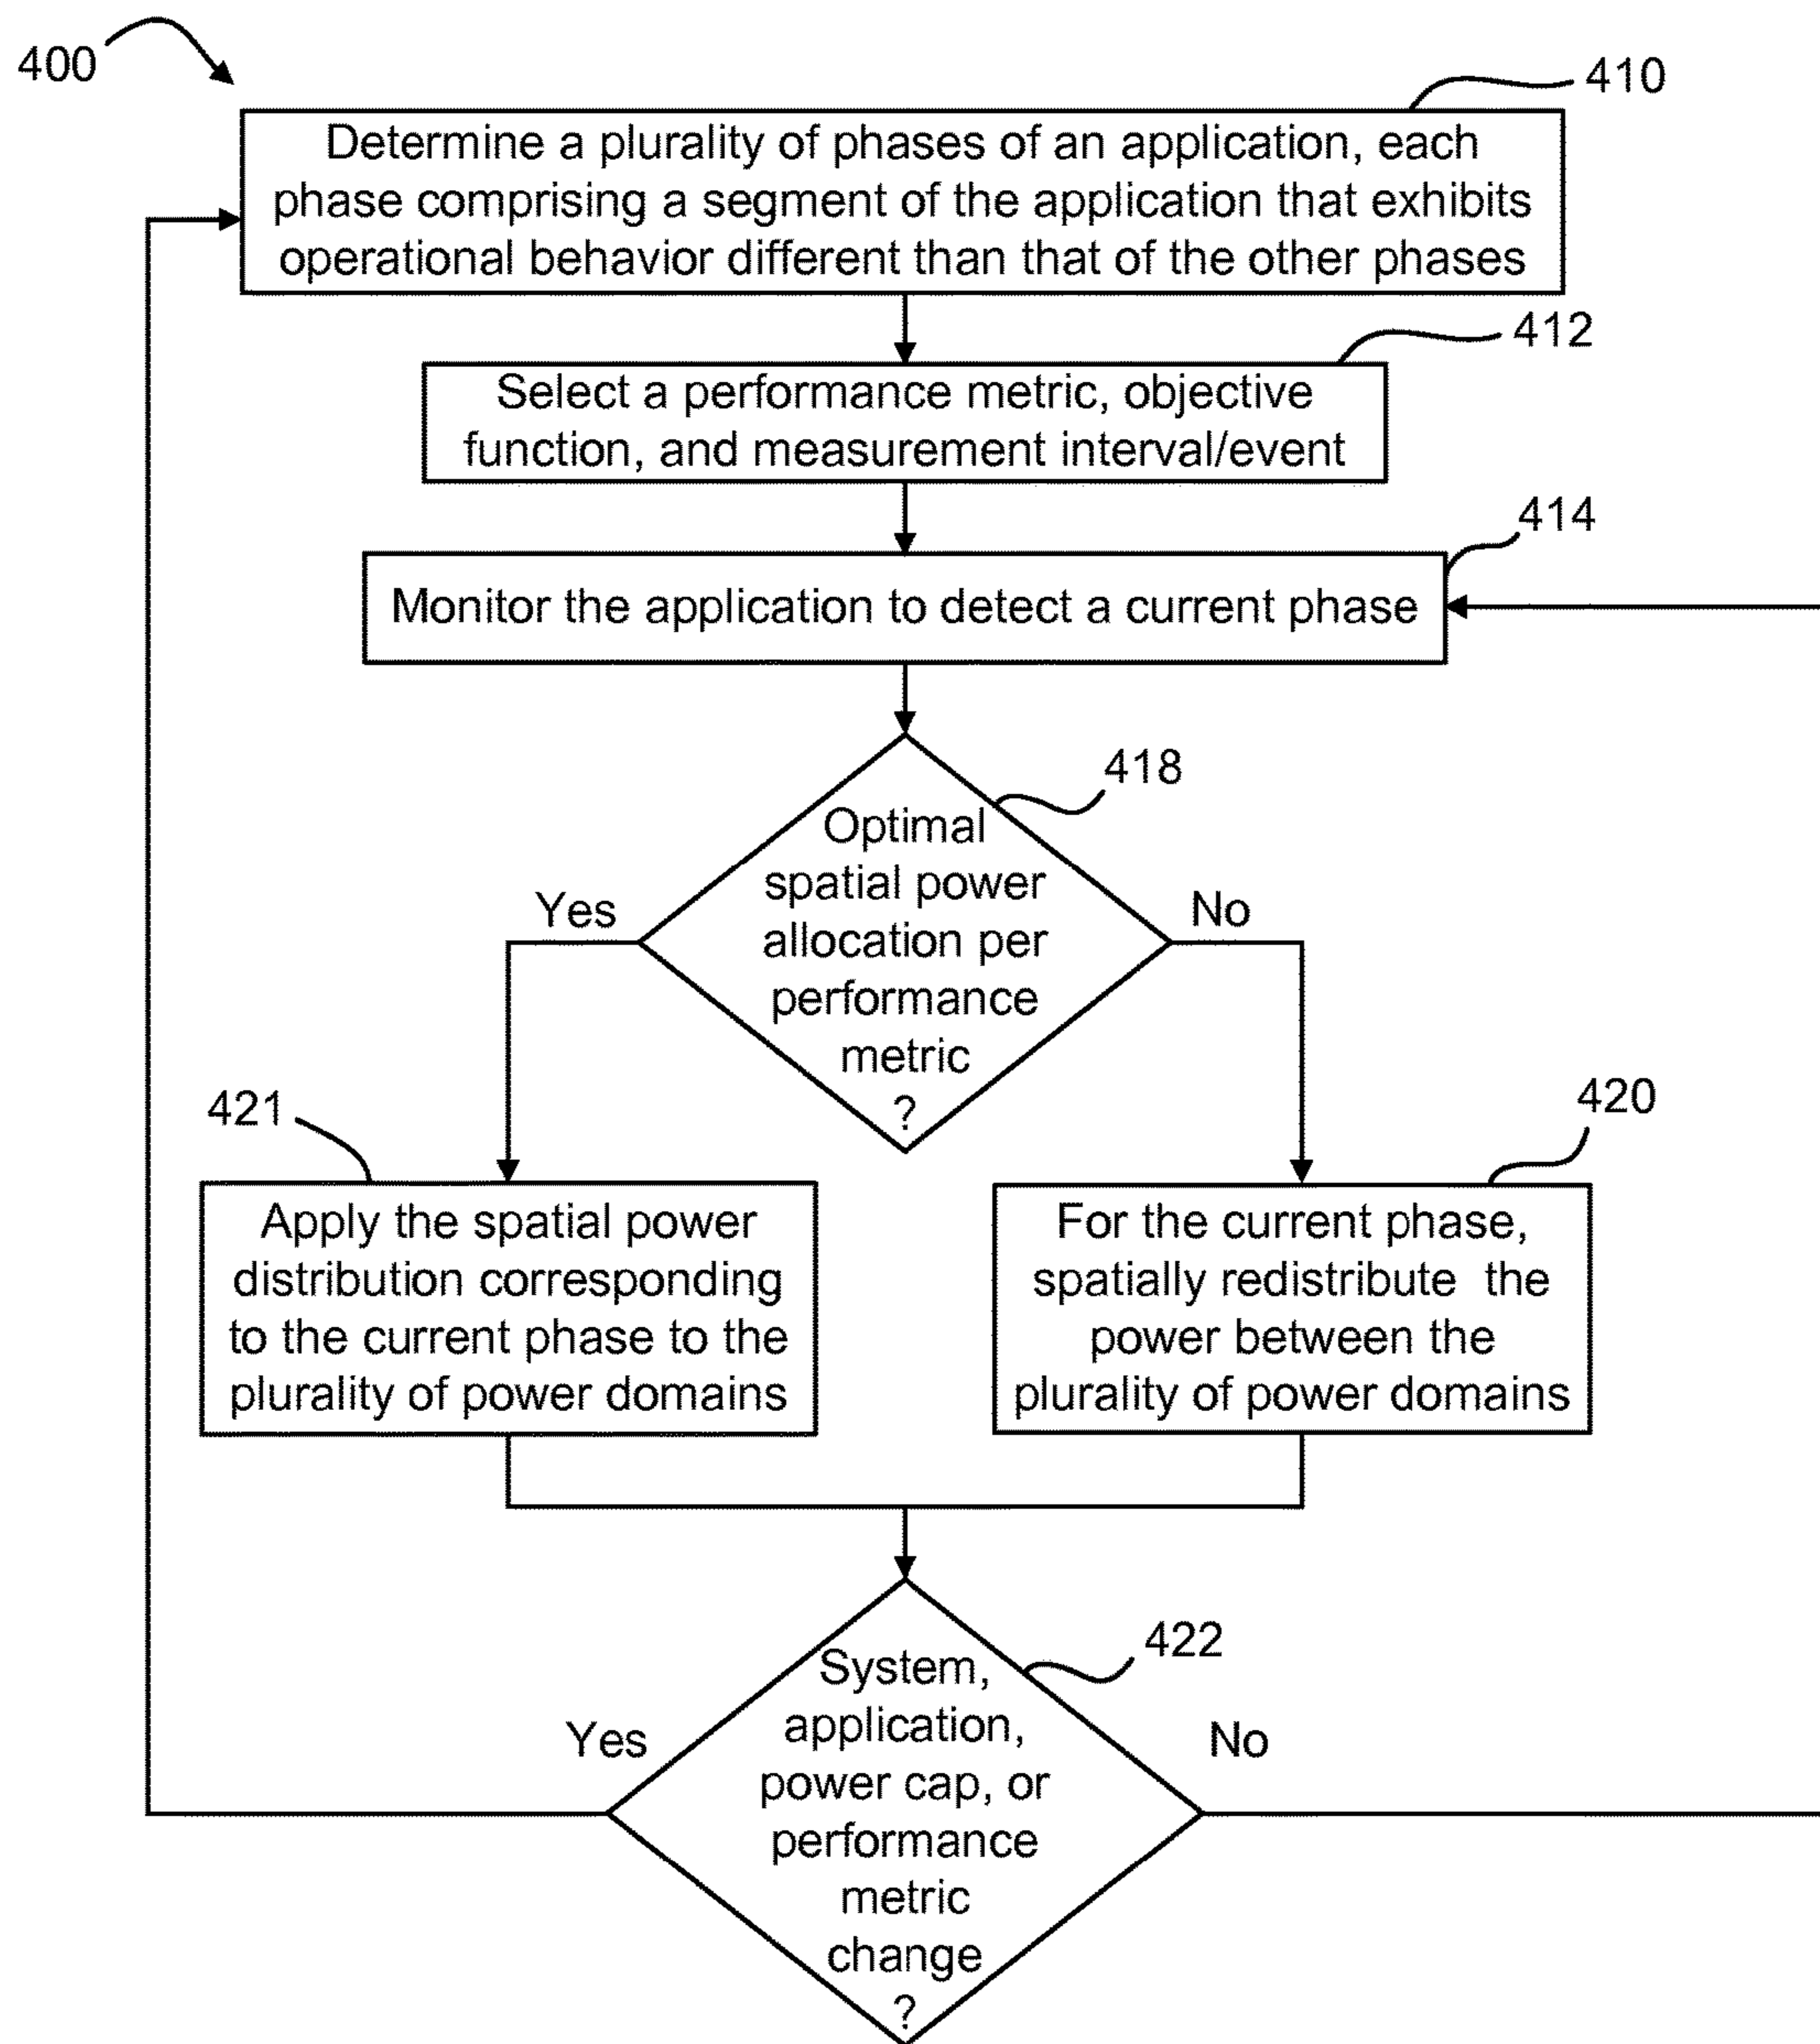 400
410
Determine a plurality of phases of an application, each
phase comprising a segment of the application that exhibits
operational behavior different than that of the other phases
412
Select a performance metric, objective
function, and measurement interval/event
414
Monitor the application to detect a current phase
418
Optimal
spatial power
allocation per
performance
metric
?
Yes
No
421
420
Apply the spatial power
distribution corresponding
to the current phase to the
plurality of power domains
For the current phase,
spatially redistribute the
power between the
plurality of power domains
422
System,
application,
power cap, or
performance
metric
change
?
Yes
No